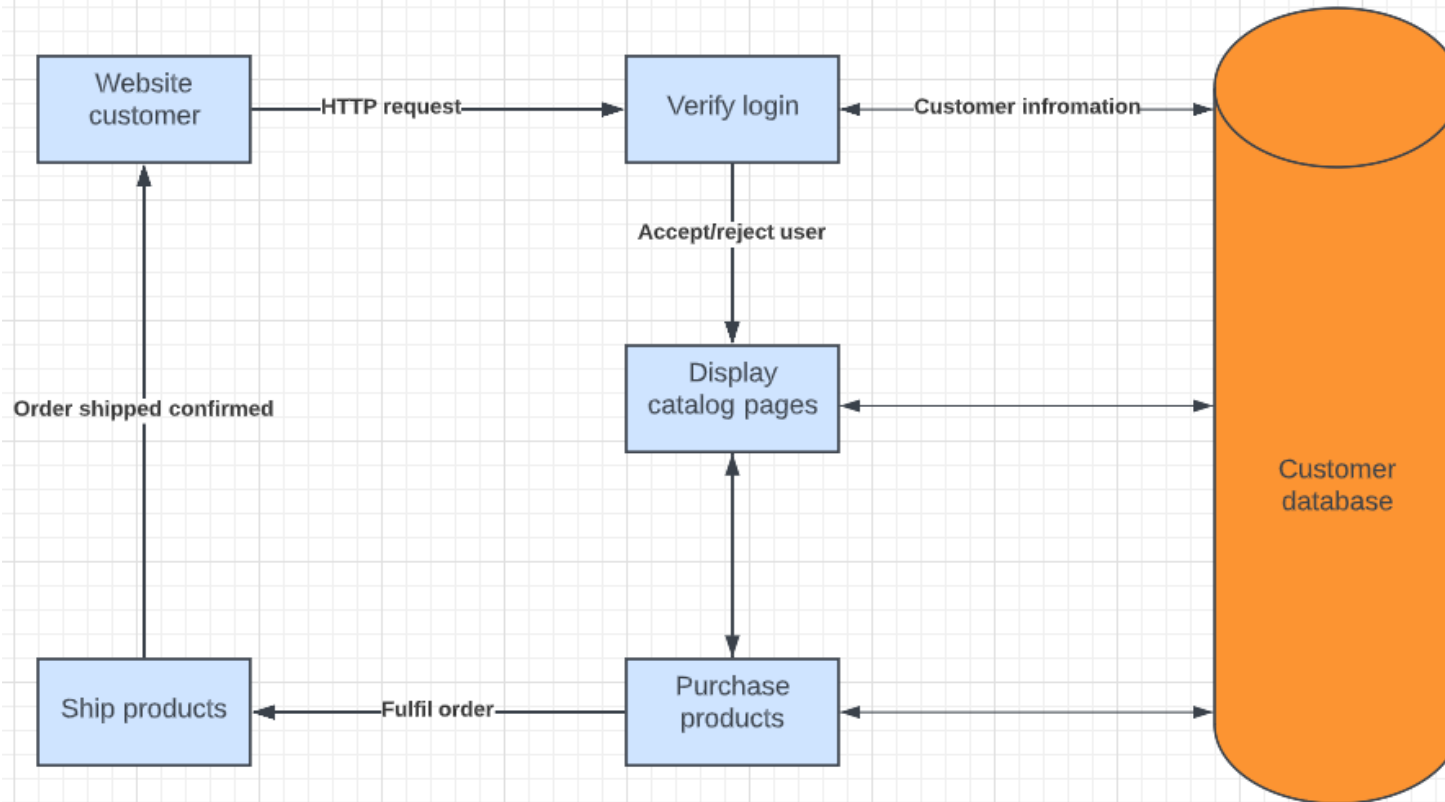 Website
customer
HTTP request
Verify login
Customer infromation
Accept/reject user
Display
catalog pages
Order shipped confirmed
Customer
database
Ship products
Fulfil order
Purchase
products